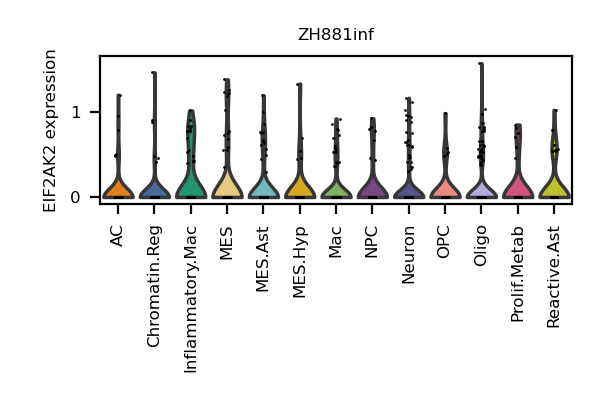 ZH881inf
EIF2AK2 expression
1
0
AC
Chromatin.Reg
Inflammatory.Mac
MES
MES.Ast
MES.Hyp
Mac
NPC
Neuron
OPC
Oligo
Prolif.Metab
Reactive.Ast